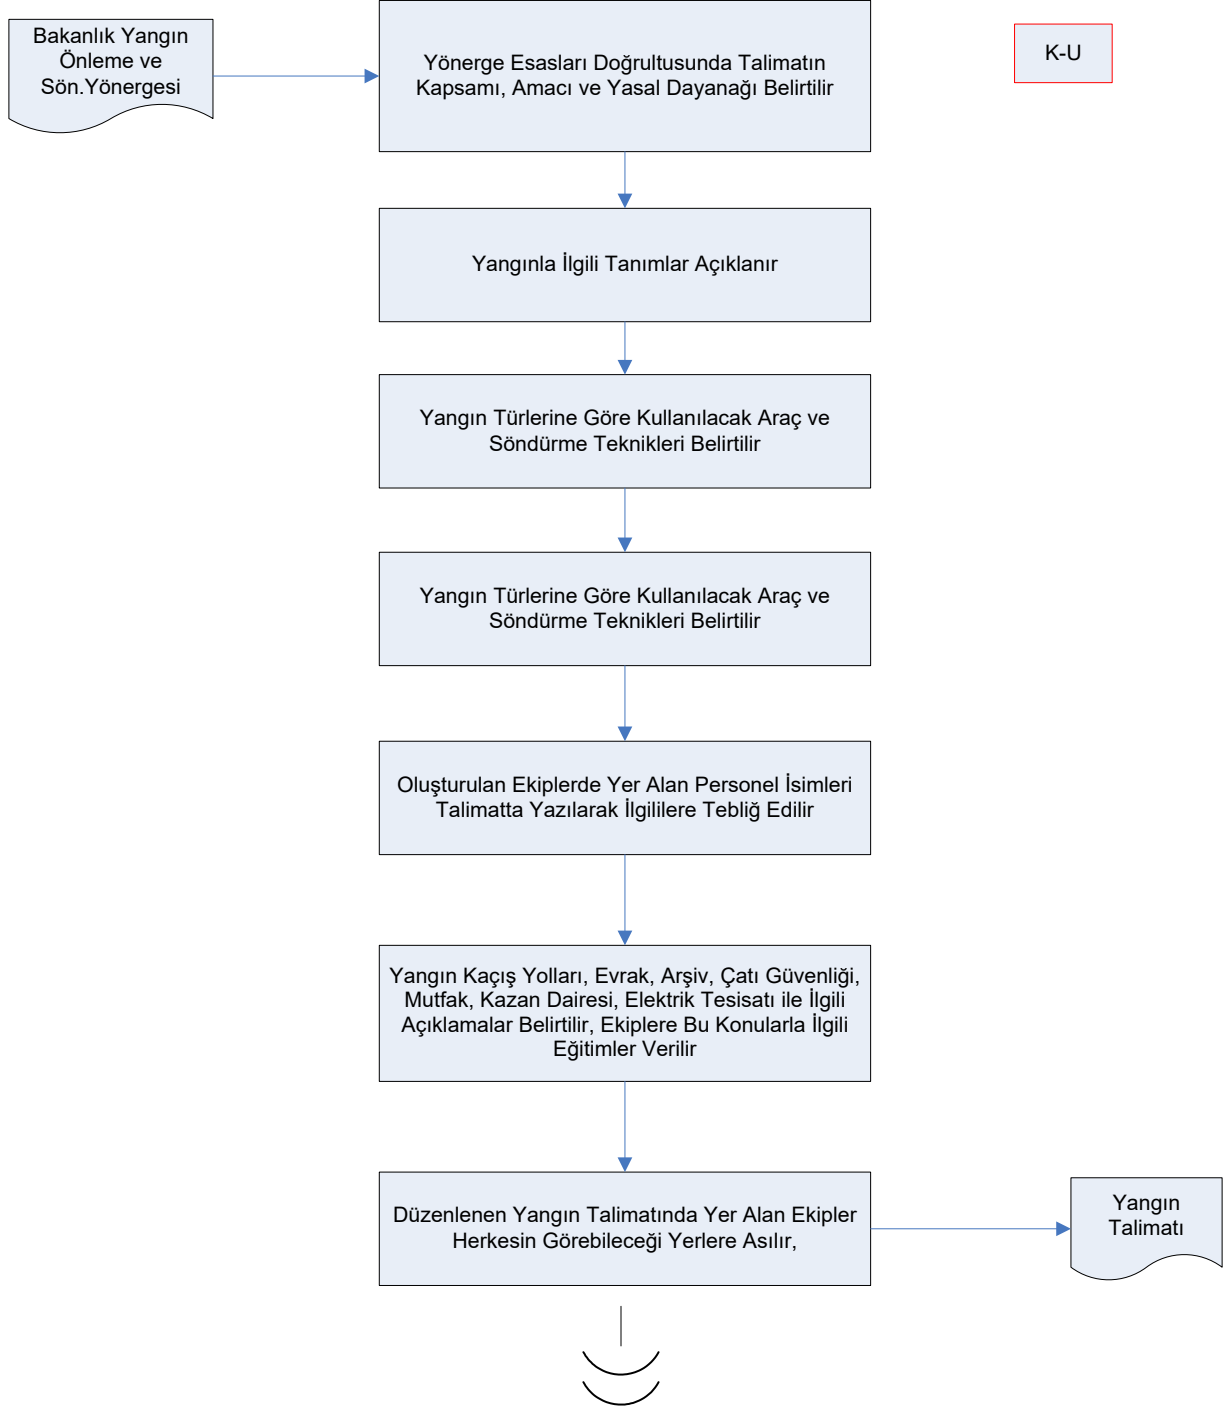 Bakanlık Yangın
Önleme ve
Sön.Yönergesi
Yönerge Esasları Doğrultusunda Talimatın
Kapsamı, Amacı ve Yasal Dayanağı Belirtilir
K-U
Yangınla İlgili Tanımlar Açıklanır
Yangın Türlerine Göre Kullanılacak Araç ve
Söndürme Teknikleri Belirtilir
Yangın Türlerine Göre Kullanılacak Araç ve
Söndürme Teknikleri Belirtilir
Oluşturulan Ekiplerde Yer Alan Personel İsimleri
Talimatta Yazılarak İlgililere Tebliğ Edilir
Yangın Kaçış Yolları, Evrak, Arşiv, Çatı Güvenliği,
Mutfak, Kazan Dairesi, Elektrik Tesisatı ile İlgili
Açıklamalar Belirtilir, Ekiplere Bu Konularla İlgili
Eğitimler Verilir
Düzenlenen Yangın Talimatında Yer Alan Ekipler
Herkesin Görebileceği Yerlere Asılır,
Yangın
Talimatı